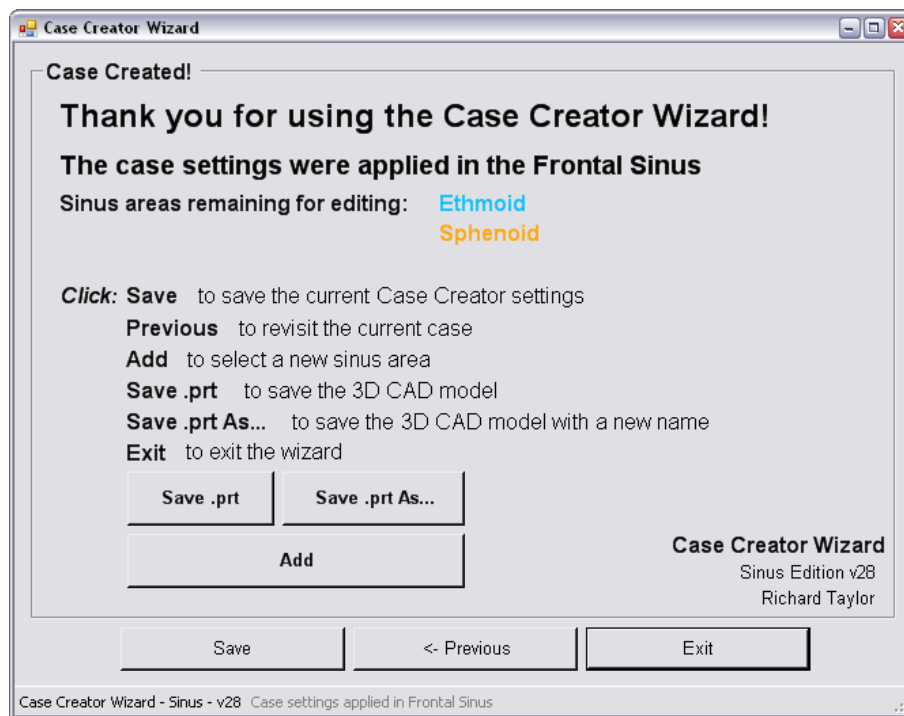 Case Creator Wizard
Case Created!
Thank you for using the Case Creator Wizard!
The case settings were applied in the Frontal Sinus
Sinus areas remaining for editing: Ethmoid
Sphenoid
Click: Save to save the current Case Creator settings
Previous to revisit the current case
Add to select a new sinus area
Save .prt to save the 3D CAD model
Save .prt As... to save the 3D CAD model with a new name
Exit to exit the wizard
Save .prt Save .prt As...
Add
Case Creator Wizard
Sinus Edition v28
Richard Taylor
Save <- Previous Exit
Case Creator Wizard - Sinus - v28 Case settings applied in Frontal Sinus